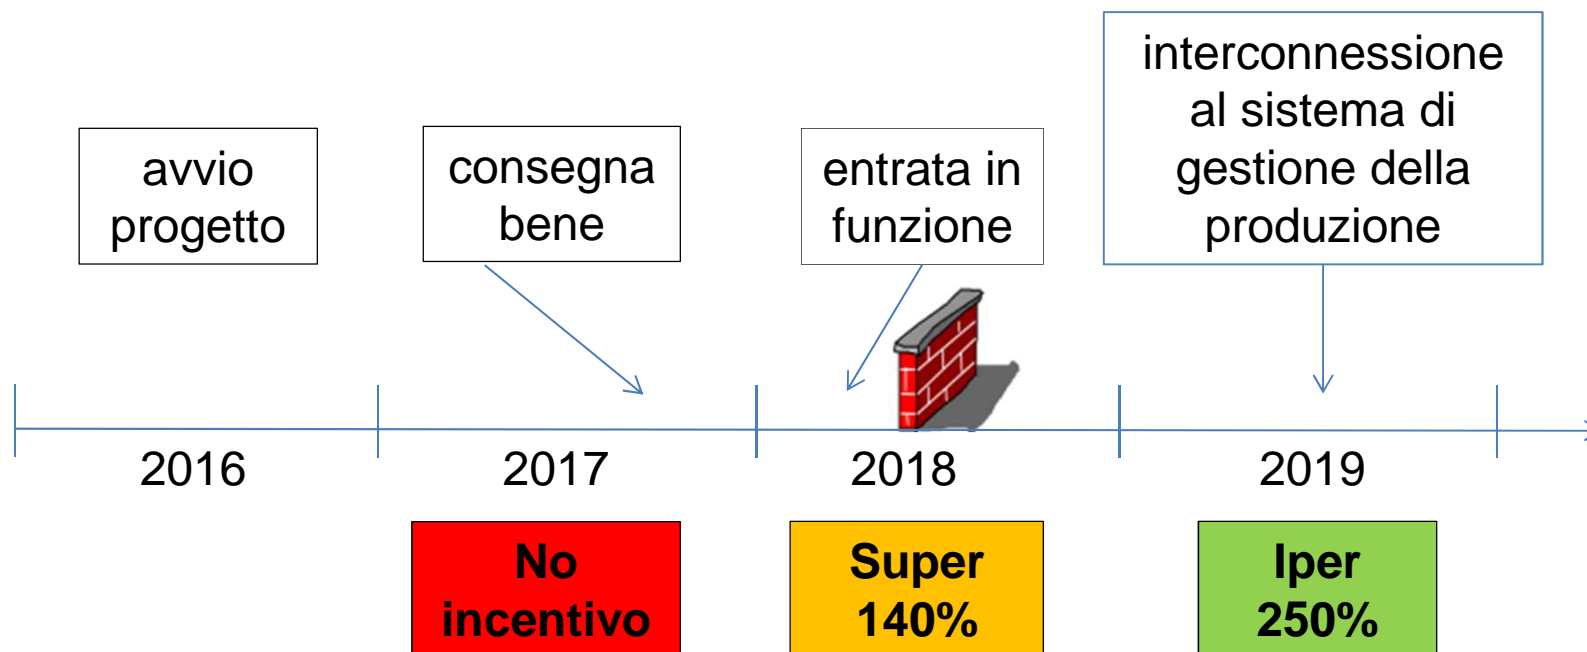 avvio
progetto
consegna
bene
entrata in
funzione
interconnessione
al sistema di
gestione della
produzione
2016
2017
2018
2019
No
incentivo
Super
140%
Iper
250%